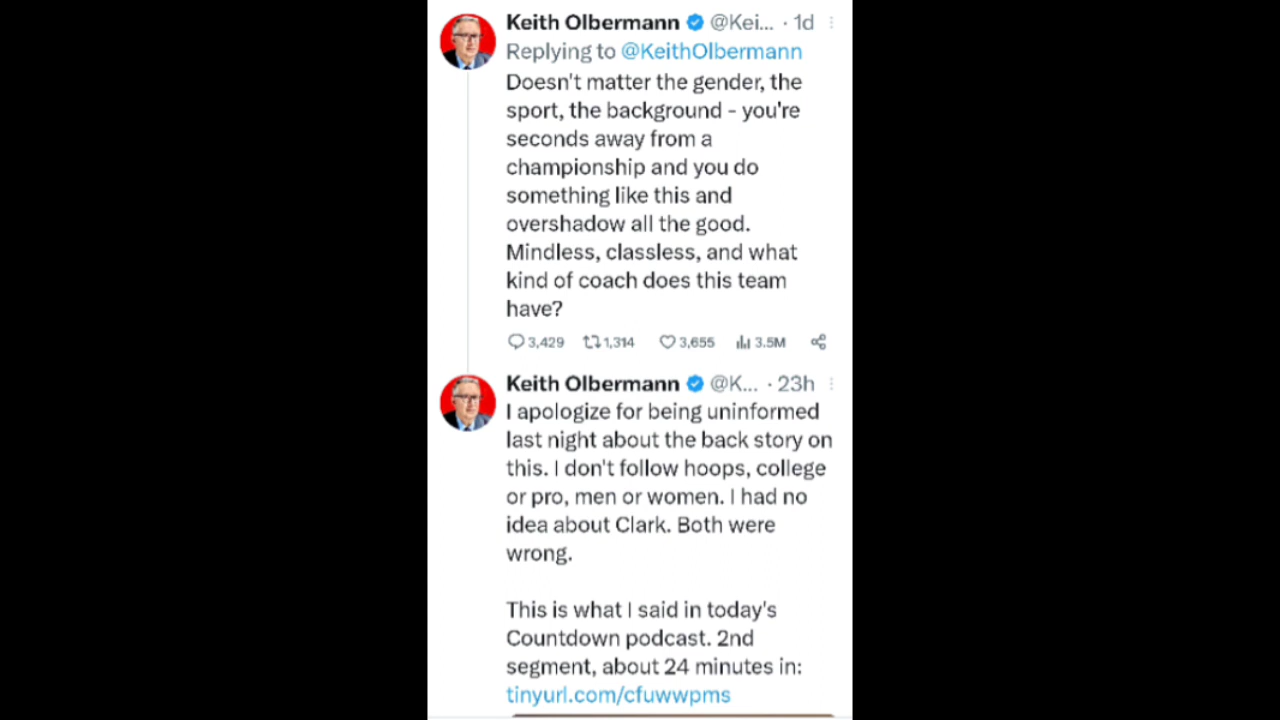 Keith Olbermann @Kei... · 1d
Replying to @KeithOlbermann
Doesn't matter the gender, the
sport, the background - you're
seconds away from a
championship and you do
something like this and
overshadow all the good.
Mindless, classless, and what
kind of coach does this team
have?
3,429 1,314 3,655 3.5M
Keith Olbermann @K... · 23h
I apologize for being uninformed
last night about the back story on
this. I don't follow hoops, college
or pro, men or women. I had no
idea about Clark. Both were
wrong.
This is what I said in today's
Countdown podcast. 2nd
segment, about 24 minutes in:
tinyurl.com/cfuwwpms